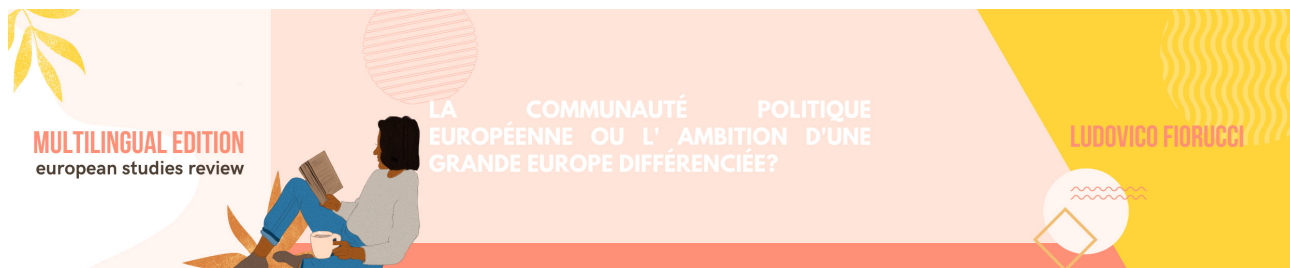 MULTILINGUAL EDITION
european studies review
LA COMMUNAUTÉ POLITIQUE
EUROPÉENNE OU L' AMBITION D'UNE
GRANDE EUROPE DIFFÉRENCIÉE?
LUDOVICO FIORUCCI